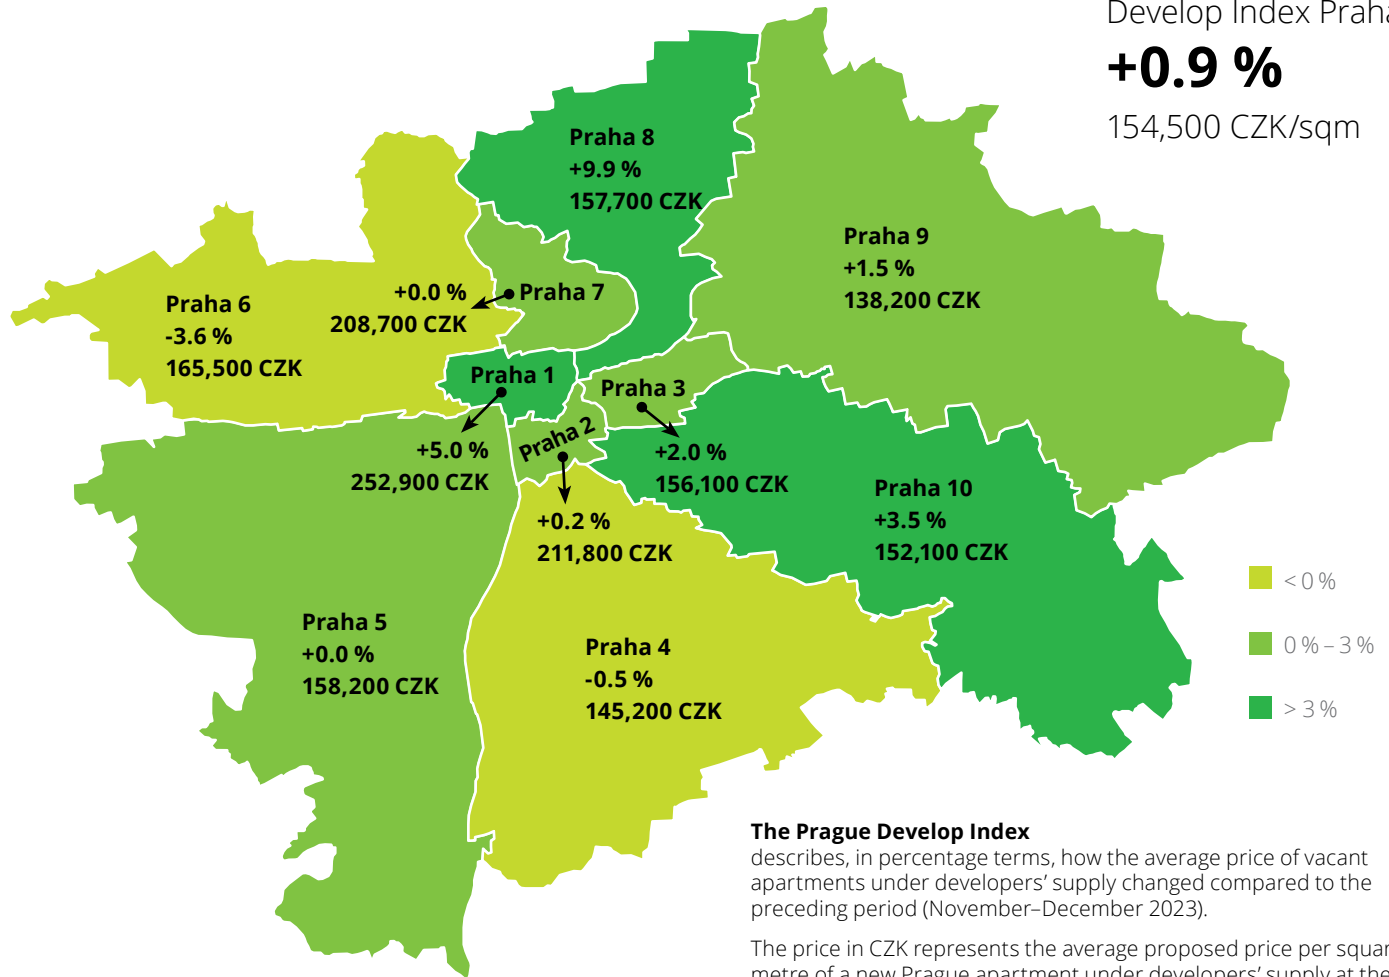 Develop Index Praha
+0.9 %
154,500 CZK/sqm
Praha 8
+9.9 %
157,700 CZK
Praha 9
+1.5 %
138,200 CZK
Praha 6
-3.6 %
165,500 CZK
+0.0 %
208,700 CZK
Praha 7
Praha 1
+5.0 %
252,900 CZK
Praha 3
+2.0 %
156,100 CZK
Praha 2
+0.2 %
211,800 CZK
Praha 10
+3.5 %
152,100 CZK
Praha 5
+0.0 %
158,200 CZK
Praha 4
-0.5 %
145,200 CZK
< 0 %
0 % – 3 %
> 3 %
The Prague Develop Index
describes, in percentage terms, how the average price of vacant
apartments under developers’ supply changed compared to the
preceding period (November–December 2023).
The price in CZK represents the average proposed price per squar
metre of a new Prague apartment under developers’ supply at the